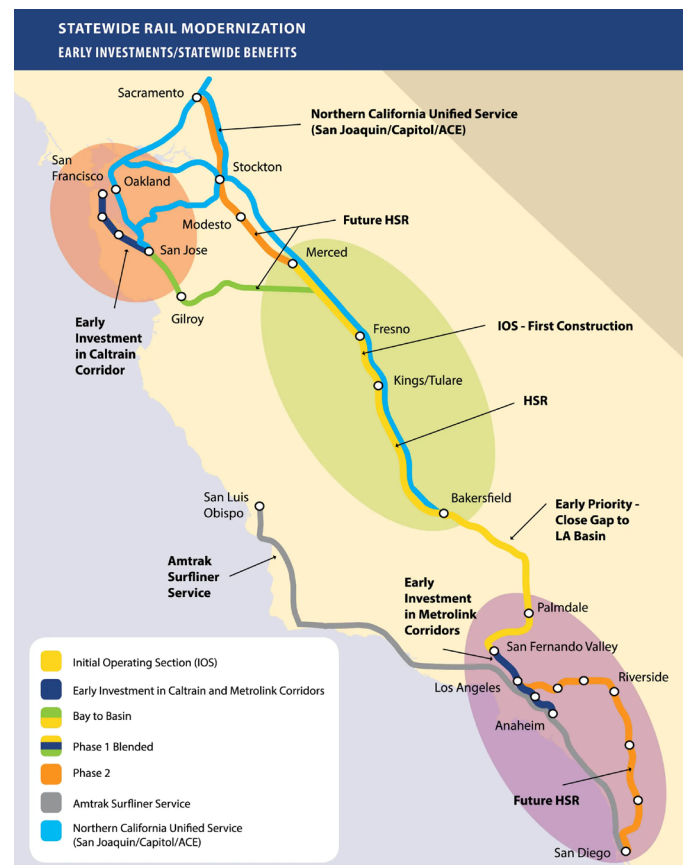 STATEWIDE RAIL MODERNIZATION
EARLY INVESTMENTS/STATEWIDE BENEFITS
Sacramento
Northern California Unified Service
(San Joaquin/Capitol/ACE)
San
Francisco
Oakland
Stockton
Modesto
Future HSR
San Jose
Merced
Gilroy
Early
Investment
in Caltrain
Corridor
Fresno
IOS - First Construction
Kings/Tulare
HSR
San Luis
Obispo
Bakersfield
Early Priority -
Close Gap to
LA Basin
Amtrak
Surfliner
Service
Early
Investment
in Metrolink
Corridors
Palmdale
San Fernando Valley
Los Angeles
Riverside
Anaheim
Future HSR
San Diego
Initial Operating Section (IOS)
Early Investment in Caltrain and Metrolink Corridors
Bay to Basin
Phase 1 Blended
Phase 2
Amtrak Surfliner Service
Northern California Unified Service
(San Joaquin/Capitol/ACE)